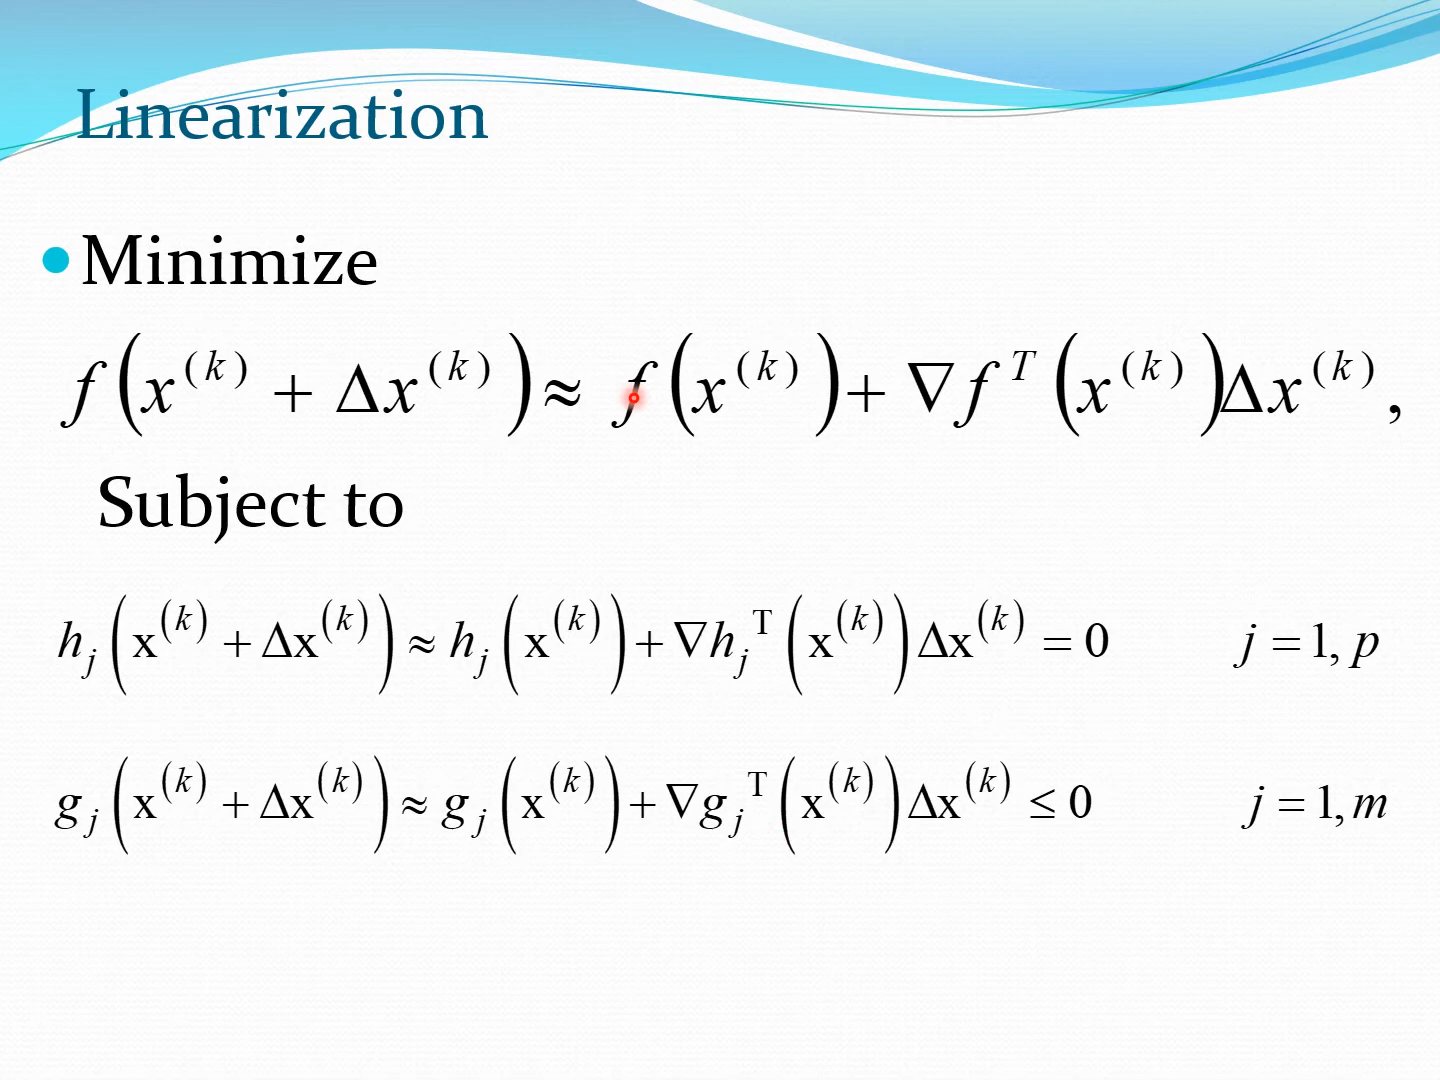 Linearization
Minimize
f(x^(k) + Δx^(k)) ≈ f(x^(k)) + ∇f^T(x^(k))Δx^(k),
Subject to
h_j(x^(k) + Δx^(k)) ≈ h_j(x^(k)) + ∇h_j^T(x^(k))Δx^(k) = 0 j = 1, p
g_j(x^(k) + Δx^(k)) ≈ g_j(x^(k)) + ∇g_j^T(x^(k))Δx^(k) ≤ 0 j = 1, m